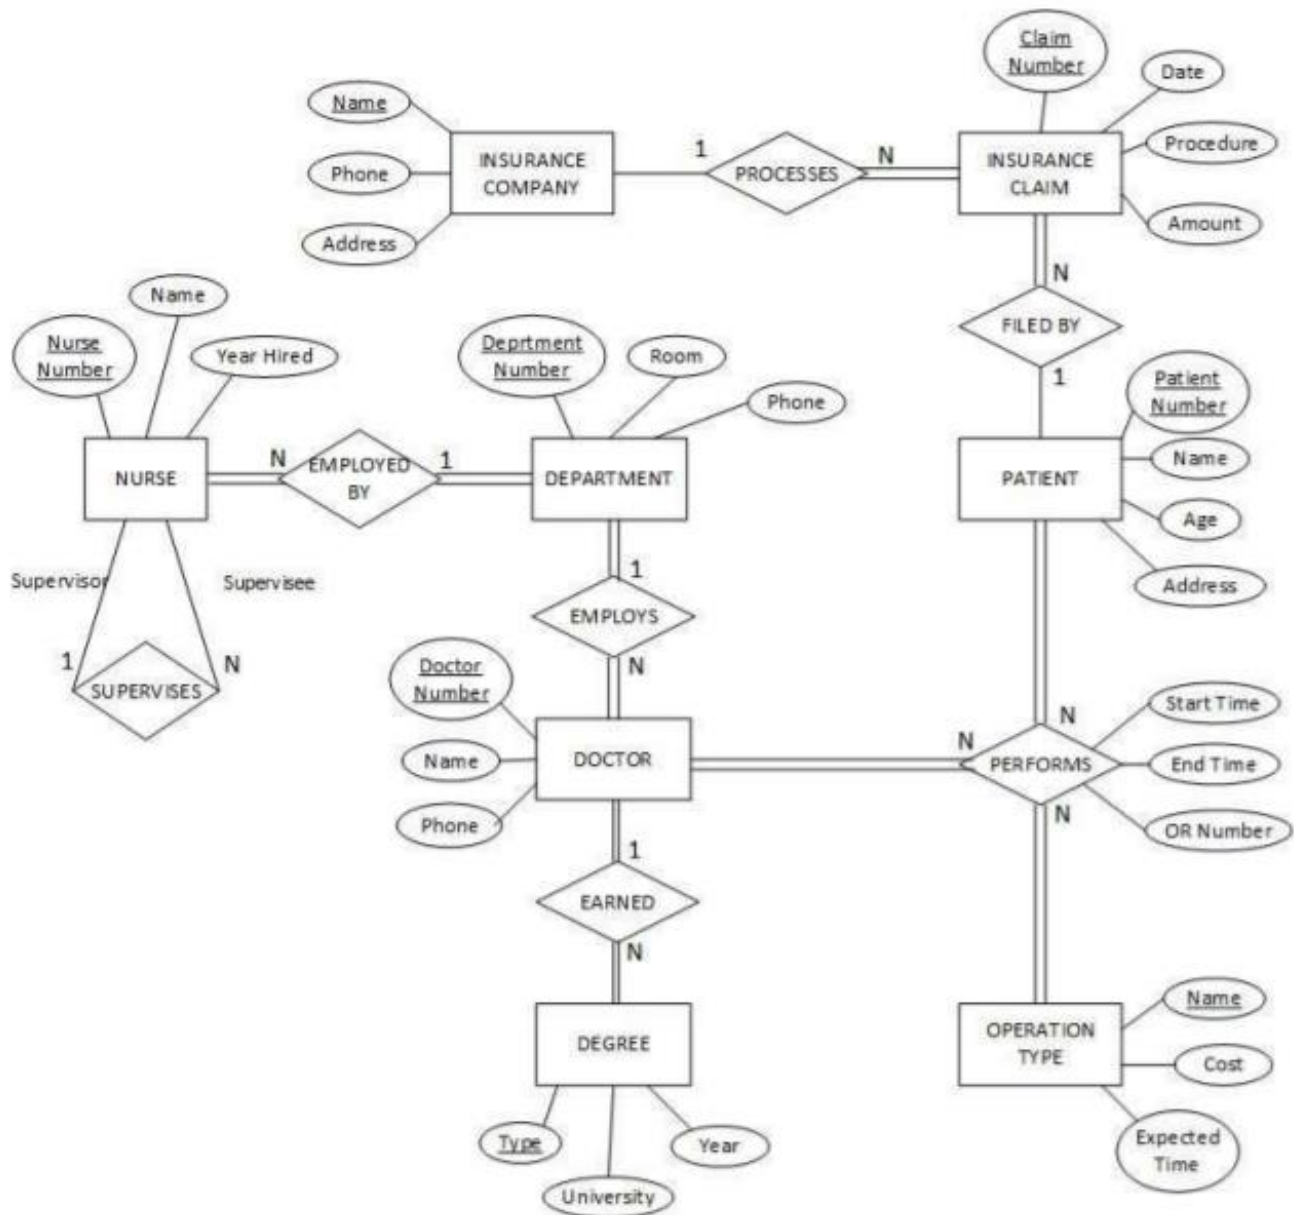 Claim
Number
Date
Name
Procedure
INSURANCE
COMPANY
1
PROCESSES
N
INSURANCE
CLAIM
Phone
Address
Amount
N
Name
FILED BY
Nurse
Number
Year Hired
Deprtment
Number
Room
1
Phone
Patient
Number
NURSE
N
EMPLOYED
BY
1
DEPARTMENT
PATIENT
Name
Age
Supervisor
Supervisee
1
Address
EMPLOYS
1
N
SUPERVISES
Doctor
Number
N
Start Time
N
N
Name
DOCTOR
PERFORMS
End Time
N
Phone
OR Number
1
EARNED
N
DEGREE
OPERATION
TYPE
Name
Cost
Type
University
Year
Expected
Time